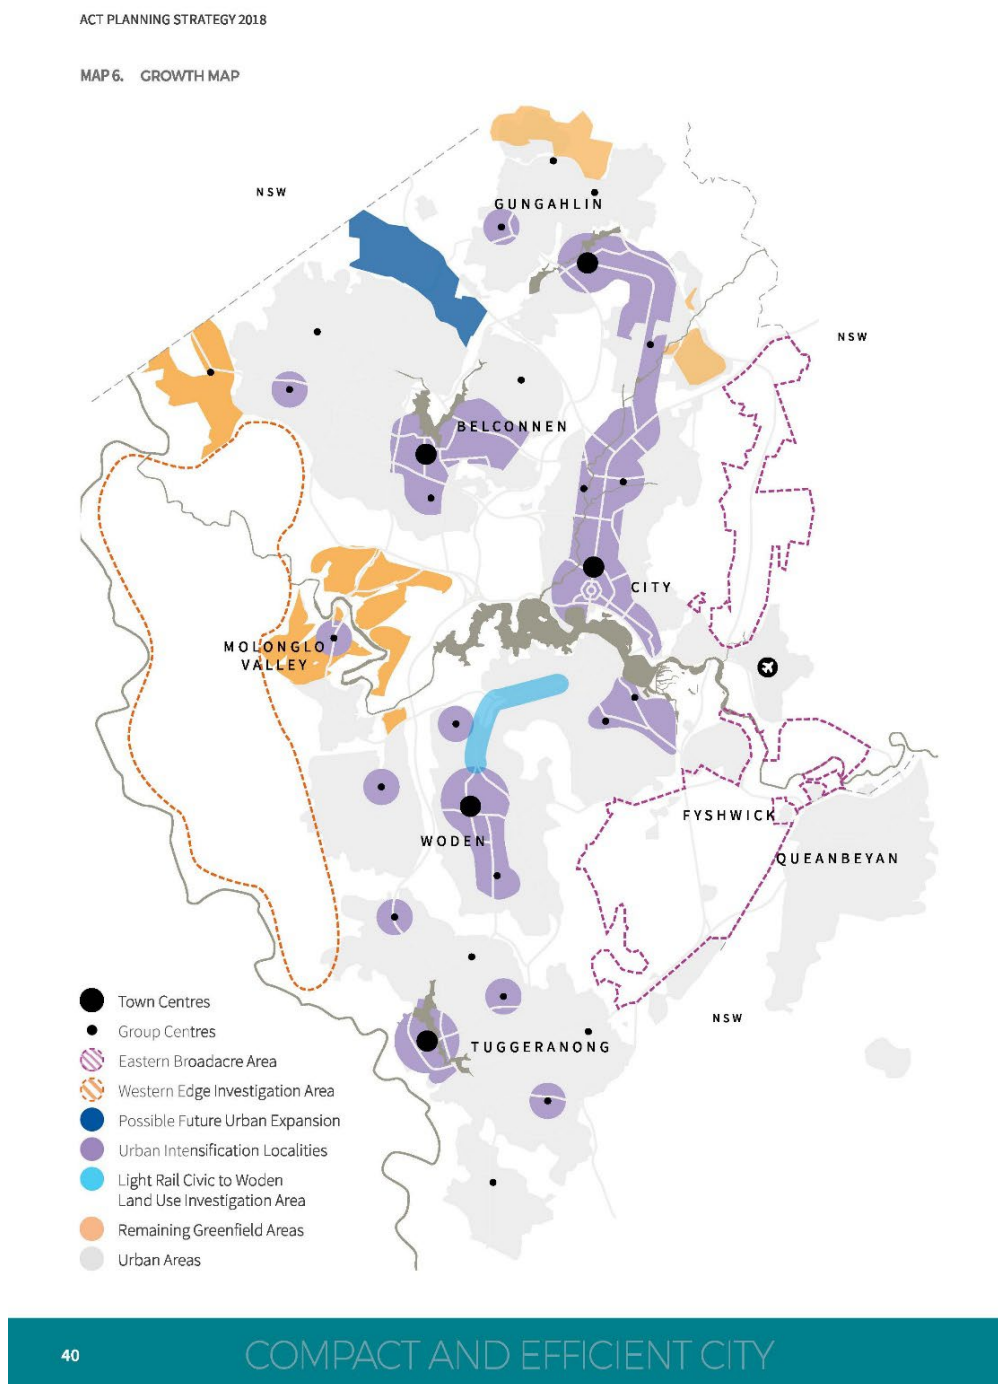 ACT PLANNING STRATEGY 2018
MAP 6. GROWTH MAP
NSW
GUNGAHLIN
NSW
BELCONNEN
CITY
MOLONGLO
VALLEY
FYSHWICK
WODEN
QUEANBEYAN
NSW
TUGGERANONG
Town Centres
Group Centres
Eastern Broadacre Area
Western Edge Investigation Area
Possible Future Urban Expansion
Urban Intensification Localities
Light Rail Civic to Woden
Land Use Investigation Area
Remaining Greenfield Areas
Urban Areas
40
COMPACT AND EFFICIENT CITY